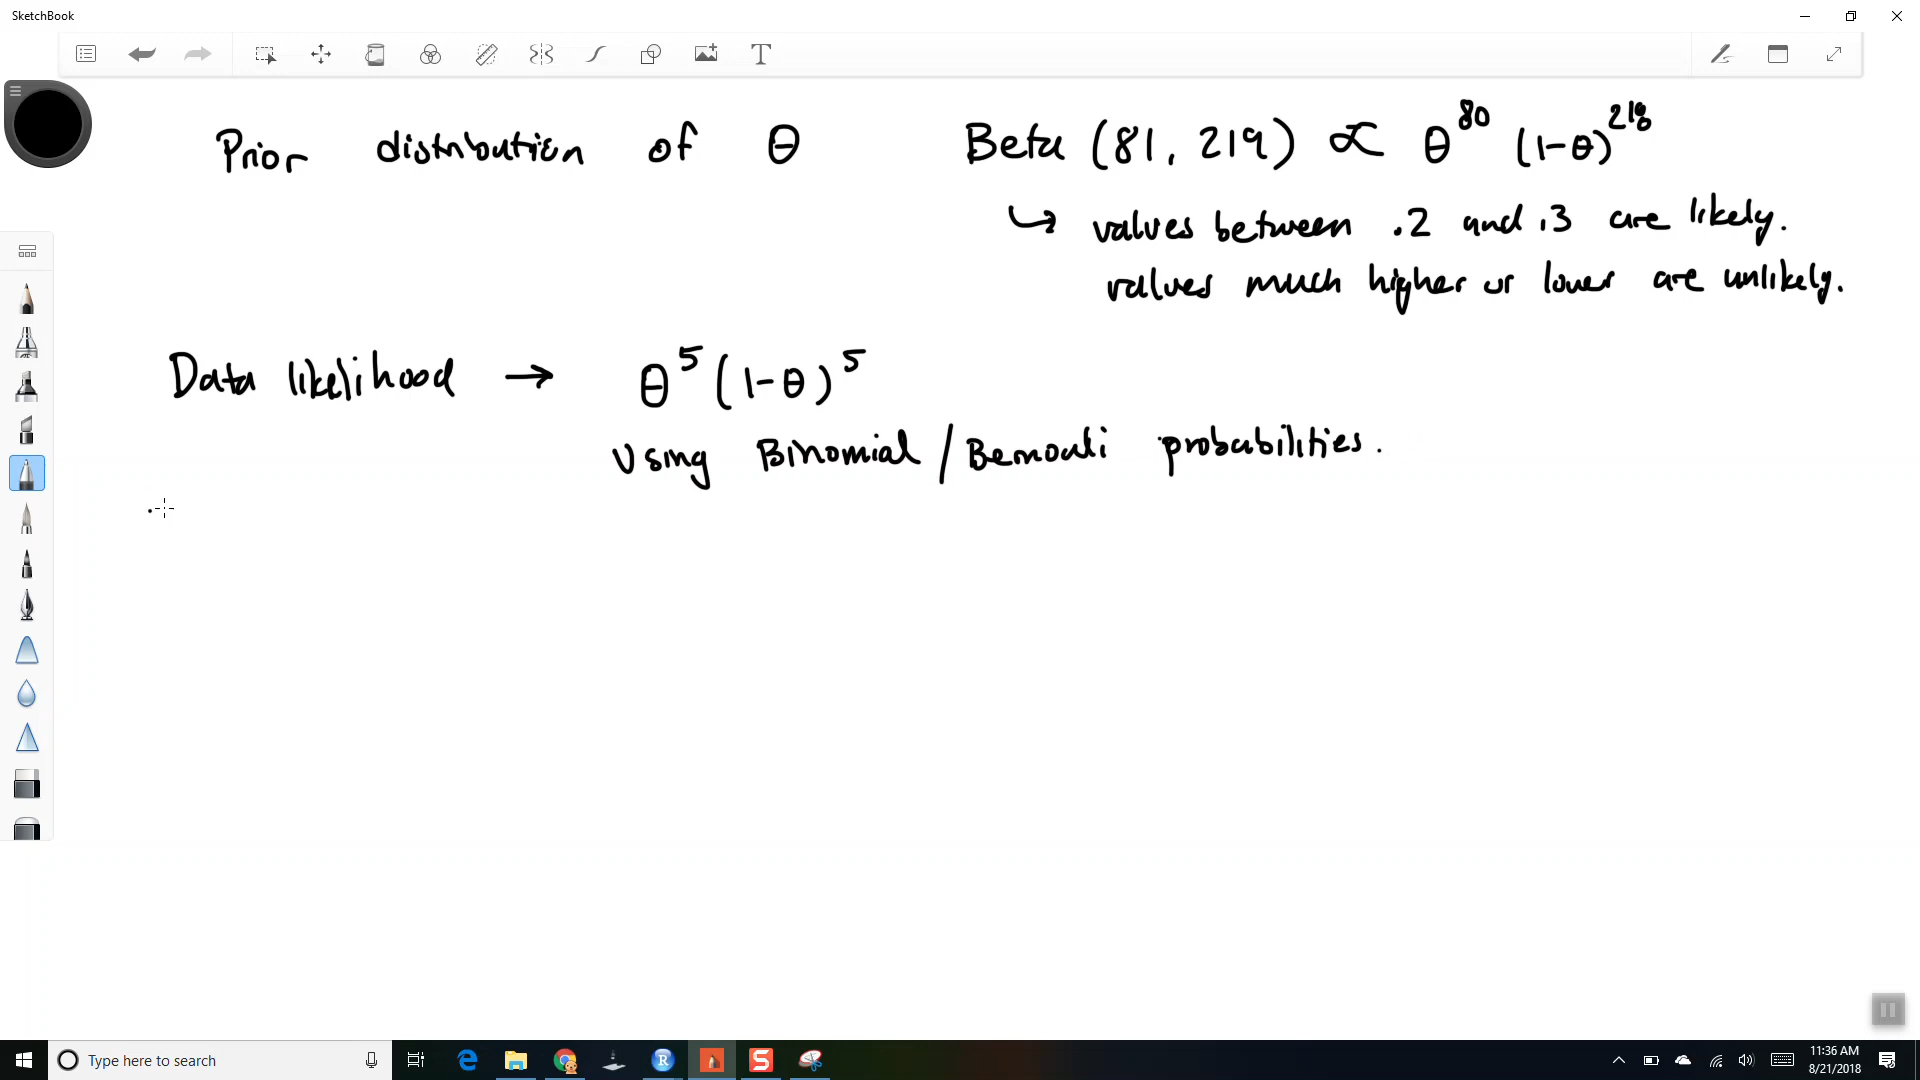 SketchBook
Prior distribution of θ Beta (81, 219) ∝ θ^80 (1-θ)^218
↳ values between .2 and .3 are likely.
values much higher or lower are unlikely.
Data likelihood → θ^5 (1-θ)^5
Using Binomial / Bernouli probabilities.
Type here to search
11:36 AM
8/21/2018